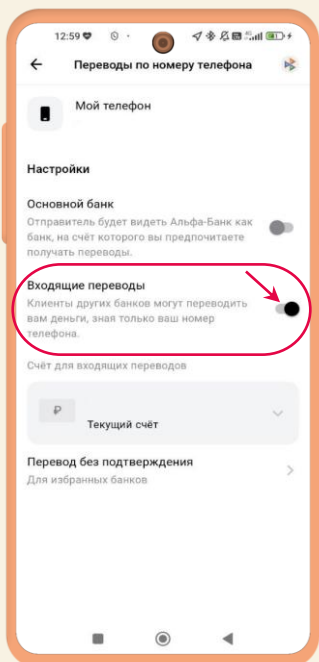 12:59
Переводы по номеру телефона
Мой телефон
Настройки
Основной банк
Отправитель будет видеть Альфа-Банк как
банк, на счёт которого вы предпочитаете
получать переводы.
Входящие переводы
Клиенты других банков могут переводить
вам деньги, зная только ваш номер
телефона.
Счёт для входящих переводов
₽
Текущий счёт
Перевод без подтверждения
Для избранных банков